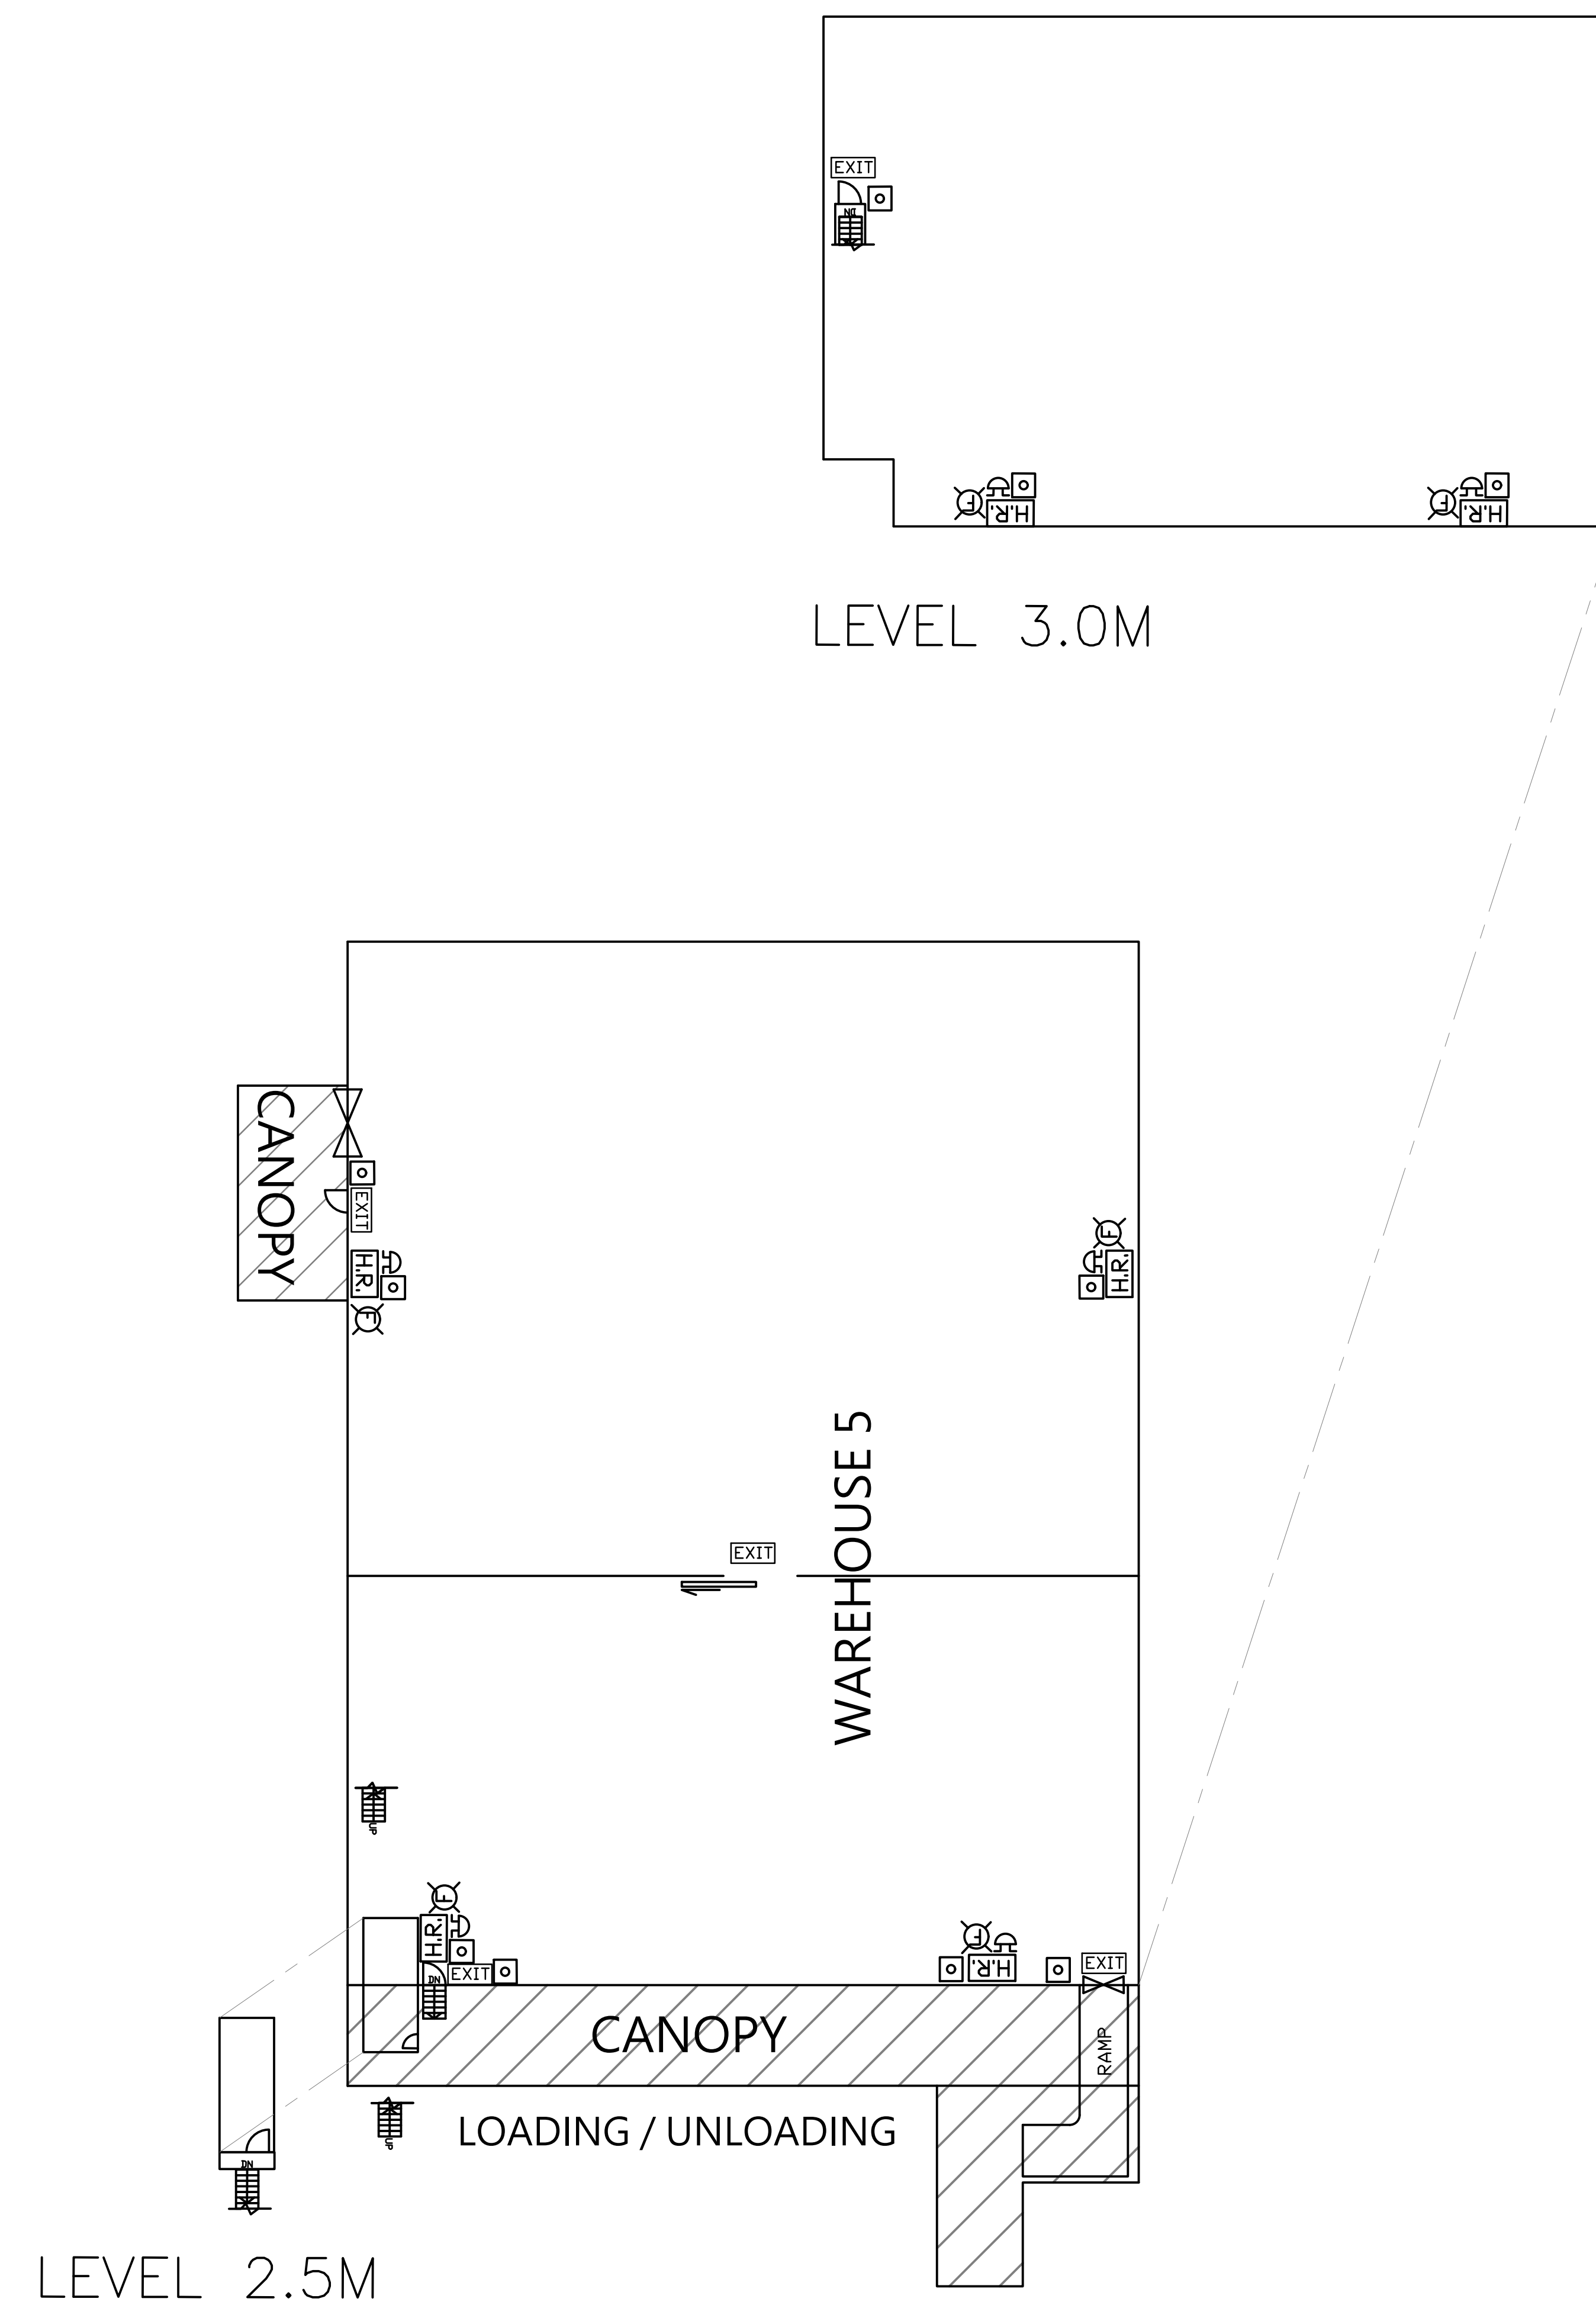 EXIT
DN
F
H.R.
F
H.R.
LEVEL 3.0M
CANOPY
EXIT
H.R.
F
F
H.R.
WAREHOUSE 5
EXIT
UP
F
H.R.
DN
EXIT
F
H.R.
EXIT
CANOPY
RAMP
UP
LOADING / UNLOADING
DN
LEVEL 2.5M